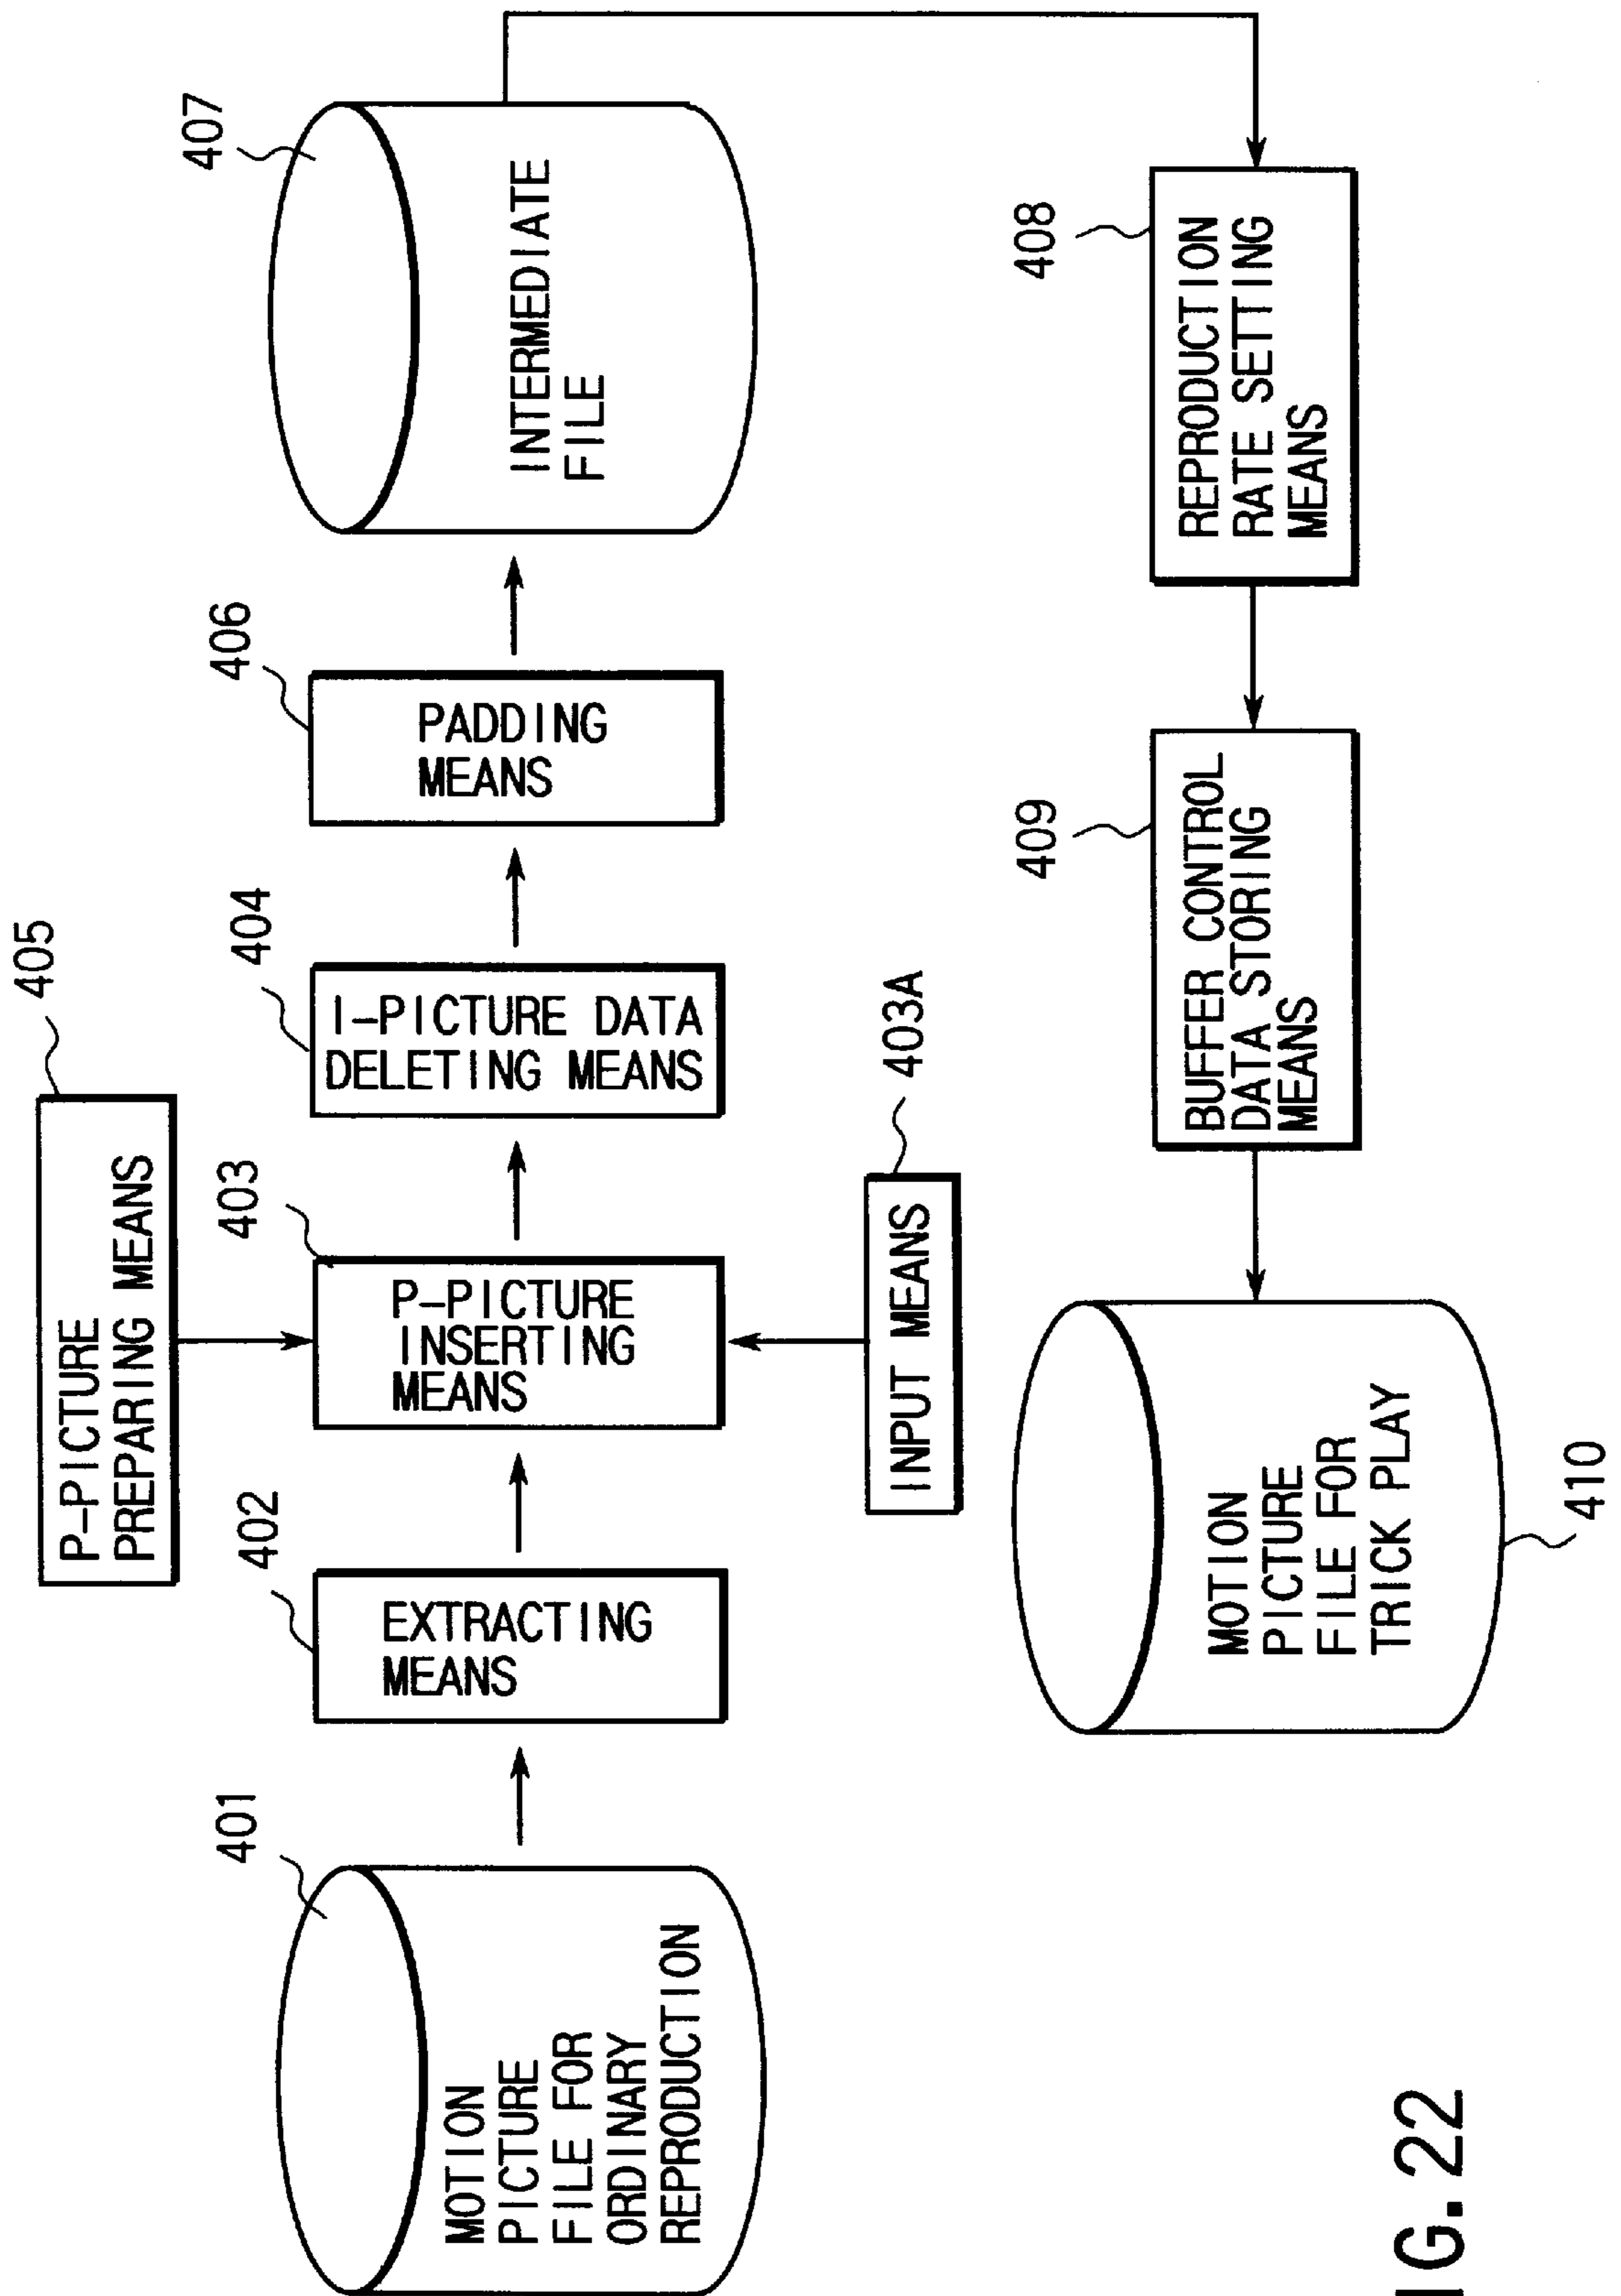 405
P-PICTURE
PREPARING MEANS
401
402
403
404
406
407
MOTION
PICTURE
FILE FOR
ORDINARY
REPRODUCTION
EXTRACTING
MEANS
P-PICTURE
INSERTING
MEANS
I-PICTURE DATA
DELETING MEANS
PADDING
MEANS
INTERMEDIATE
FILE
403A
INPUT MEANS
409
408
MOTION
PICTURE
FILE FOR
TRICK PLAY
BUFFER CONTROL
DATA STORING
MEANS
REPRODUCTION
RATE SETTING
MEANS
410
IG. 22